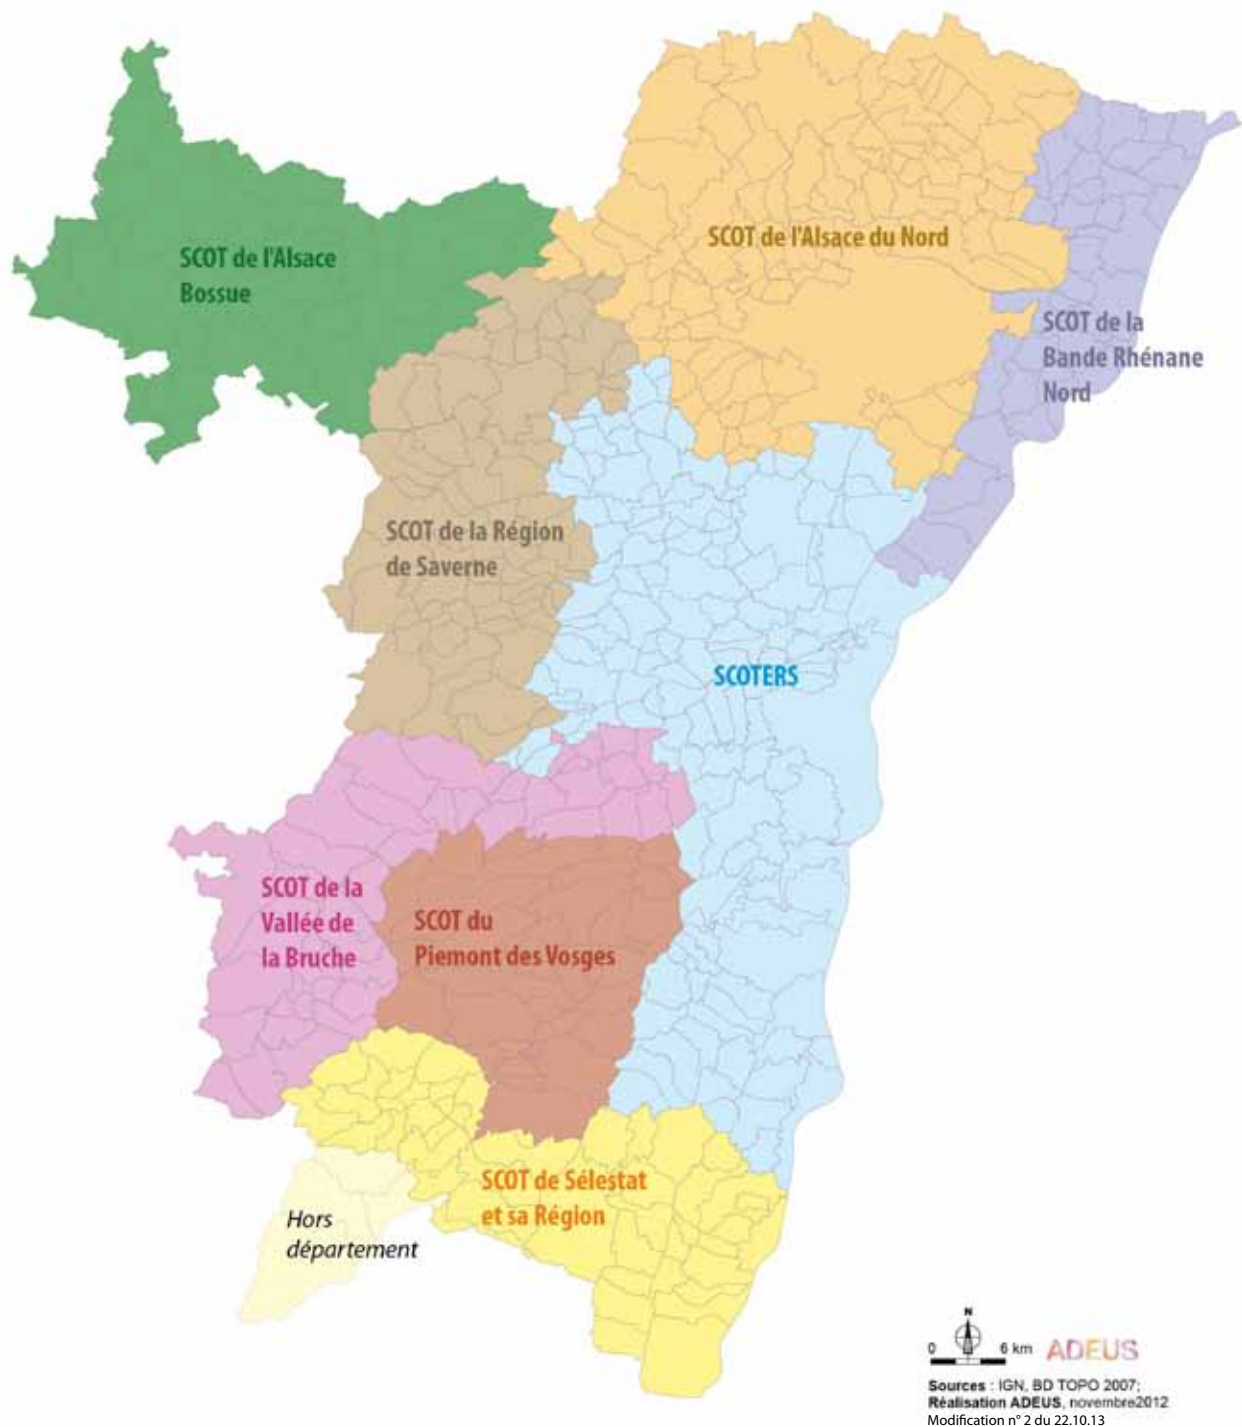 SCOT de l'Alsace du Nord
SCOT de l'Alsace
Bossue
SCOT de la
Bande Rhénane
Nord
SCOT de la Région
de Saverne
SCOTERS
SCOT de la
Vallée de
la Bruche
SCOT du
Piemont des Vosges
SCOT de Sélestat
et sa Région
Hors
département
N
0 6 km ADEUS
Sources : IGN, BD TOPO 2007;
Réalisation ADEUS, novembre2012
Modification n° 2 du 22.10.13